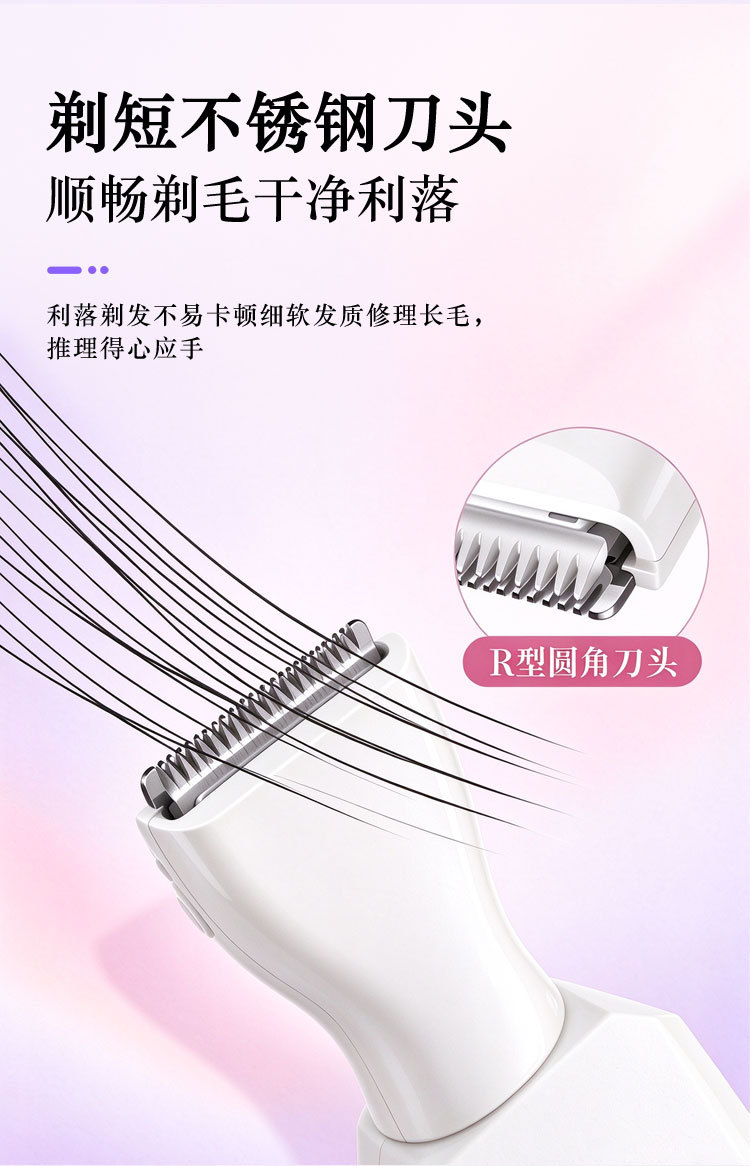 剃短不锈钢刀头
顺畅剃毛干净利落
利落剃发不易卡顿细软发质修理长毛，
推理得心应手
R型圆角刀头